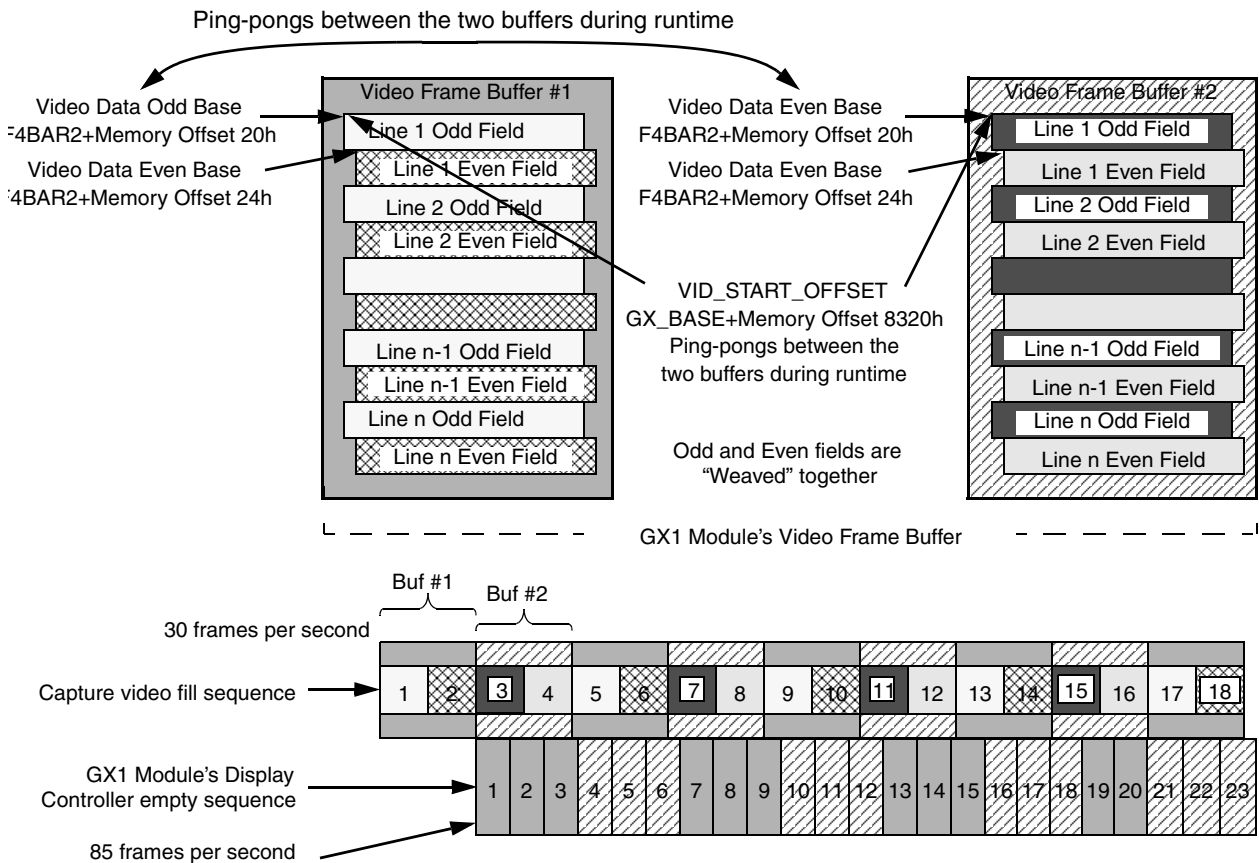 Ping-pongs between the two buffers during runtime
Video Frame Buffer #1
Video Data Odd Base
F4BAR2+Memory Offset 20h
Video Data Even Base
F4BAR2+Memory Offset 24h
Line 1 Odd Field
Line 1 Even Field
Line 2 Odd Field
Line 2 Even Field
Line n-1 Odd Field
Line n-1 Even Field
Line n Odd Field
Line n Even Field
Video Data Even Base
F4BAR2+Memory Offset 20h
Video Data Even Base
F4BAR2+Memory Offset 24h
VID_START_OFFSET
GX_BASE+Memory Offset 8320h
Ping-pongs between the
two buffers during runtime
Odd and Even fields are
“Weaved” together
Video Frame Buffer #2
Line 1 Odd Field
Line 1 Even Field
Line 2 Odd Field
Line 2 Even Field
Line n-1 Odd Field
Line n-1 Even Field
Line n Odd Field
Line n Even Field
GX1 Module’s Video Frame Buffer
Buf #1
Buf #2
30 frames per second
Capture video fill sequence
1 2 3 4 5 6 7 8 9 10 11 12 13 14 15 16 17 18
GX1 Module’s Display
Controller empty sequence
1 2 3 4 5 6 7 8 9 10 11 12 13 14 15 16 17 18 19 20 21 22 23
85 frames per second